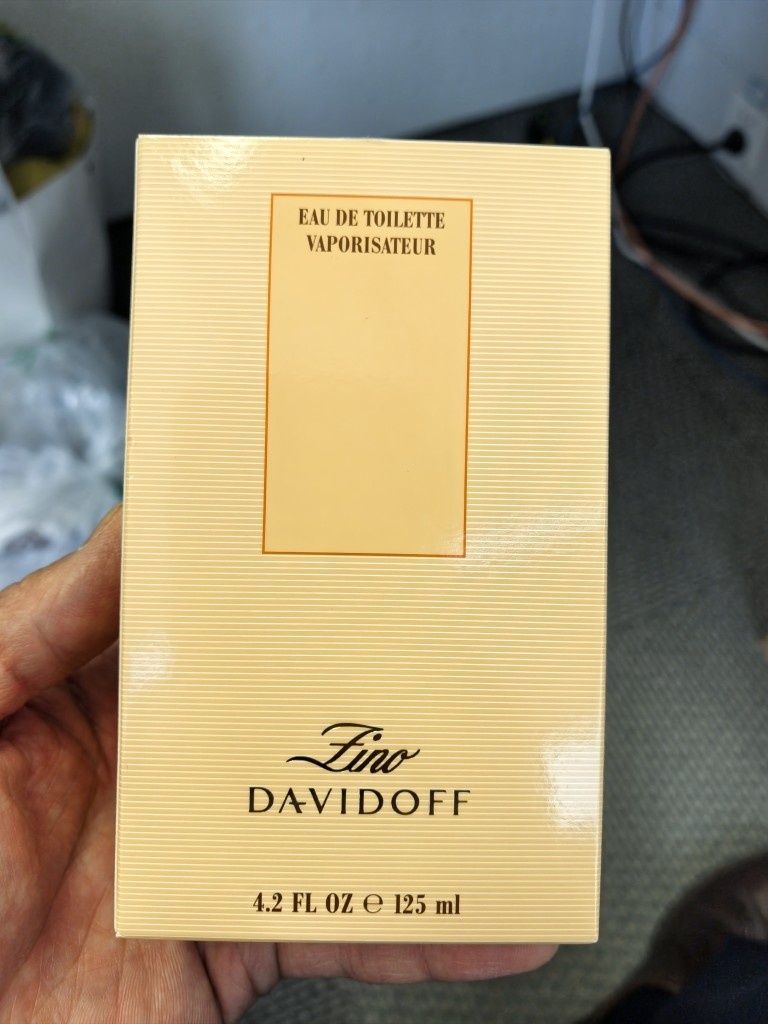 EAU DE TOILETTE
VAPORISATEUR
Zino
DAVIDOFF
4.2 FL OZ ℮ 125 ml